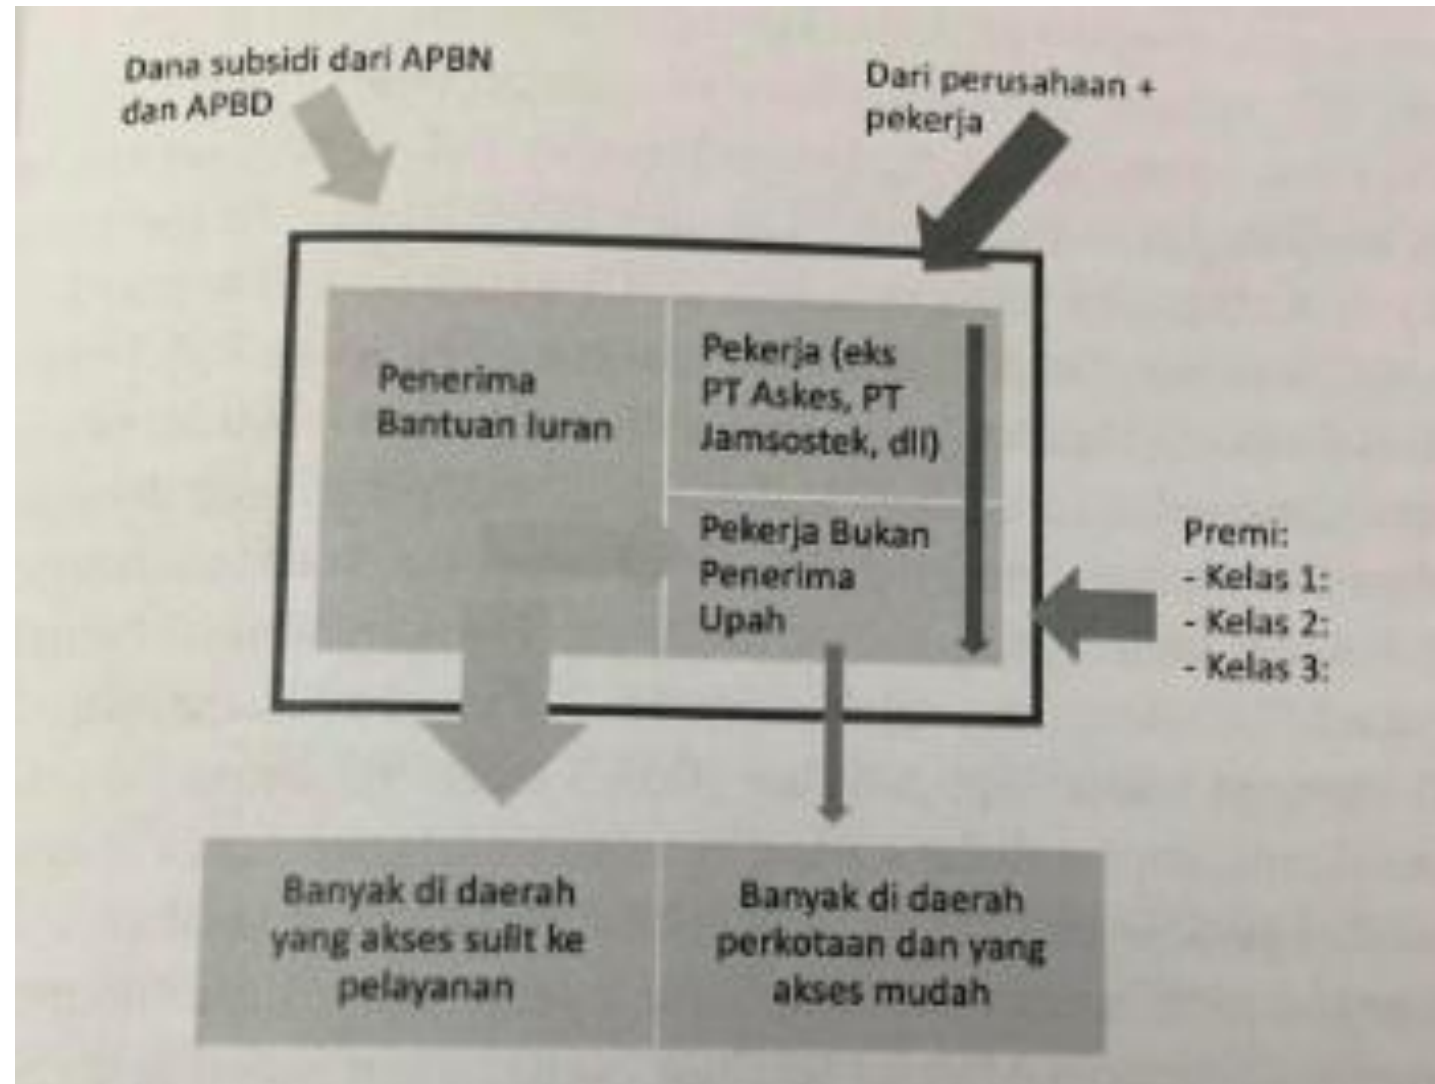 Dana subsidi dari APBN
dan APBD
Dari perusahaan +
pekerja
Penerima
Bantuan Iuran
Pekerja (eks
PT Askes, PT
Jamsostek, dll)
Pekerja Bukan
Penerima
Upah
Premi:
- Kelas 1:
- Kelas 2:
- Kelas 3:
Banyak di daerah
yang akses sulit ke
pelayanan
Banyak di daerah
perkotaan dan yang
akses mudah